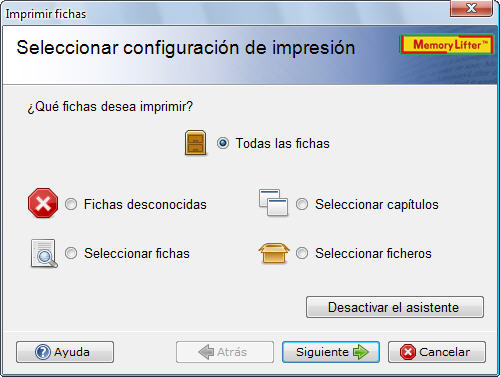 Imprimir fichas
Seleccionar configuración de impresión
MemoryLifter™
¿Qué fichas desea imprimir?
Todas las fichas
Fichas desconocidas
Seleccionar capítulos
Seleccionar fichas
Seleccionar ficheros
Desactivar el asistente
Ayuda
Atrás
Siguiente
Cancelar